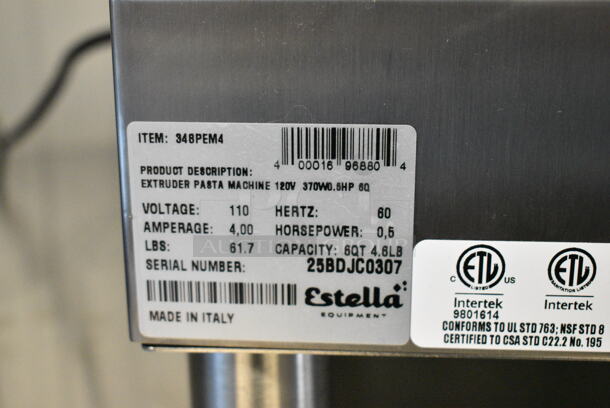 ITEM: 348PEM4
4 00016 96880 4
PRODUCT DESCRIPTION:
EXTRUDER PASTA MACHINE 120V 370W0.5HP 6Q
VOLTAGE: 110 HERTZ: 60
AMPERAGE: 4,00 HORSEPOWER: 0,5
LBS: 61.7 CAPACITY: 6QT 4.6LB
SERIAL NUMBER: 25BDJC0307
Estella
EQUIPMENT
MADE IN ITALY
C ETL US
LISTED
Intertek
9801614
ETL
SANITATION LISTED
Intertek
CONFORMS TO UL STD 763; NSF STD 8
CERTIFIED TO CSA STD C22.2 No. 195